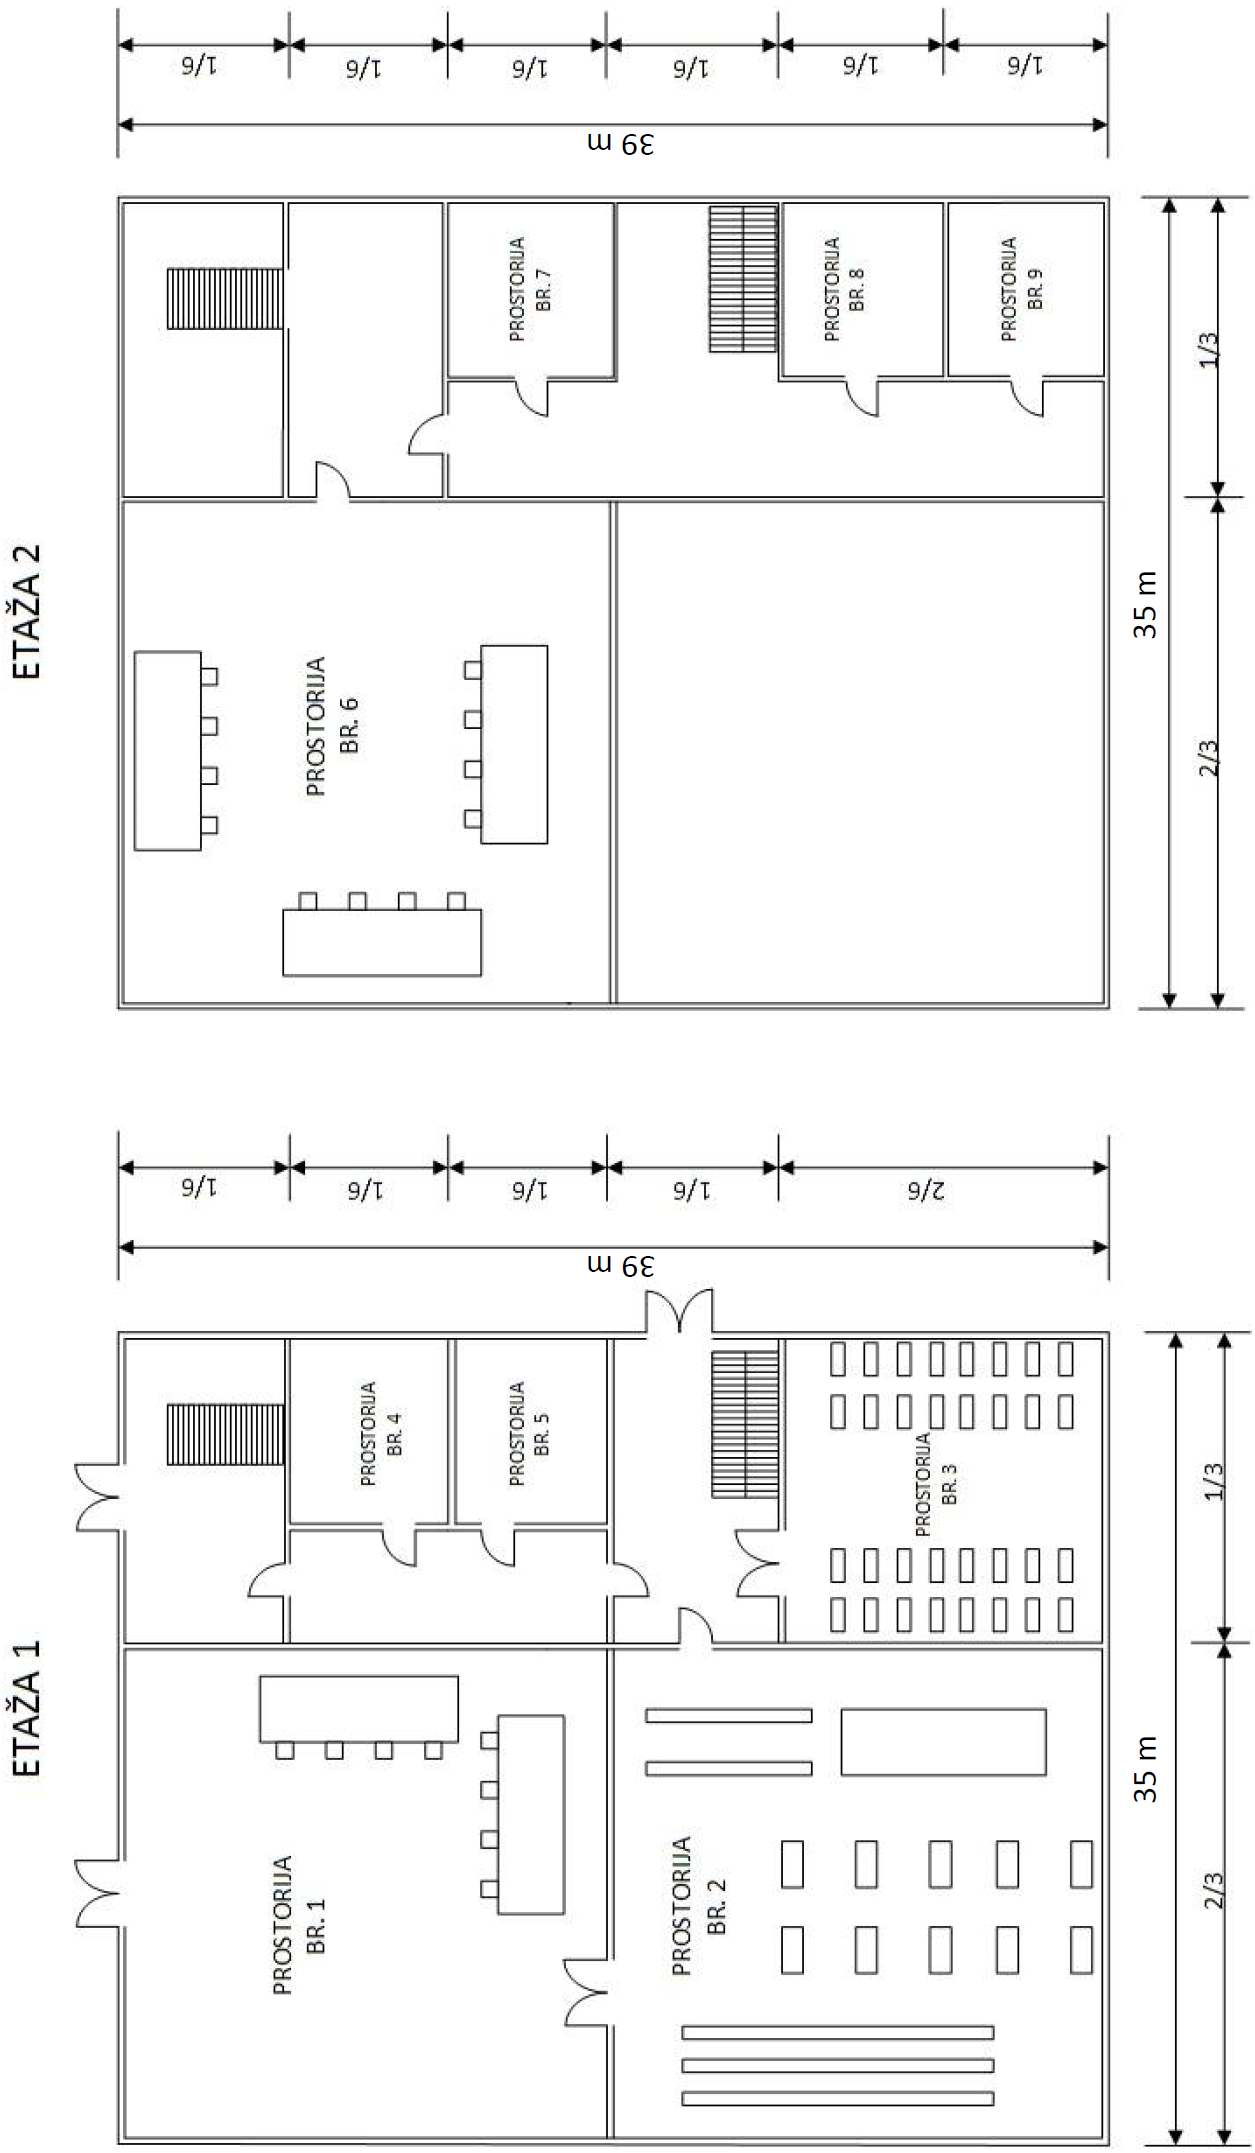 ETAŽA 1
PROSTORIJA
BR. 1
PROSTORIJA
BR. 2
PROSTORIJA
BR. 3
PROSTORIJA
BR. 4
PROSTORIJA
BR. 5
39 m
1/6
1/6
1/6
1/6
2/6
35 m
2/3
1/3
ETAŽA 2
PROSTORIJA
BR. 6
PROSTORIJA
BR. 7
PROSTORIJA
BR. 8
PROSTORIJA
BR. 9
39 m
1/6
1/6
1/6
1/6
1/6
1/6
35 m
2/3
1/3